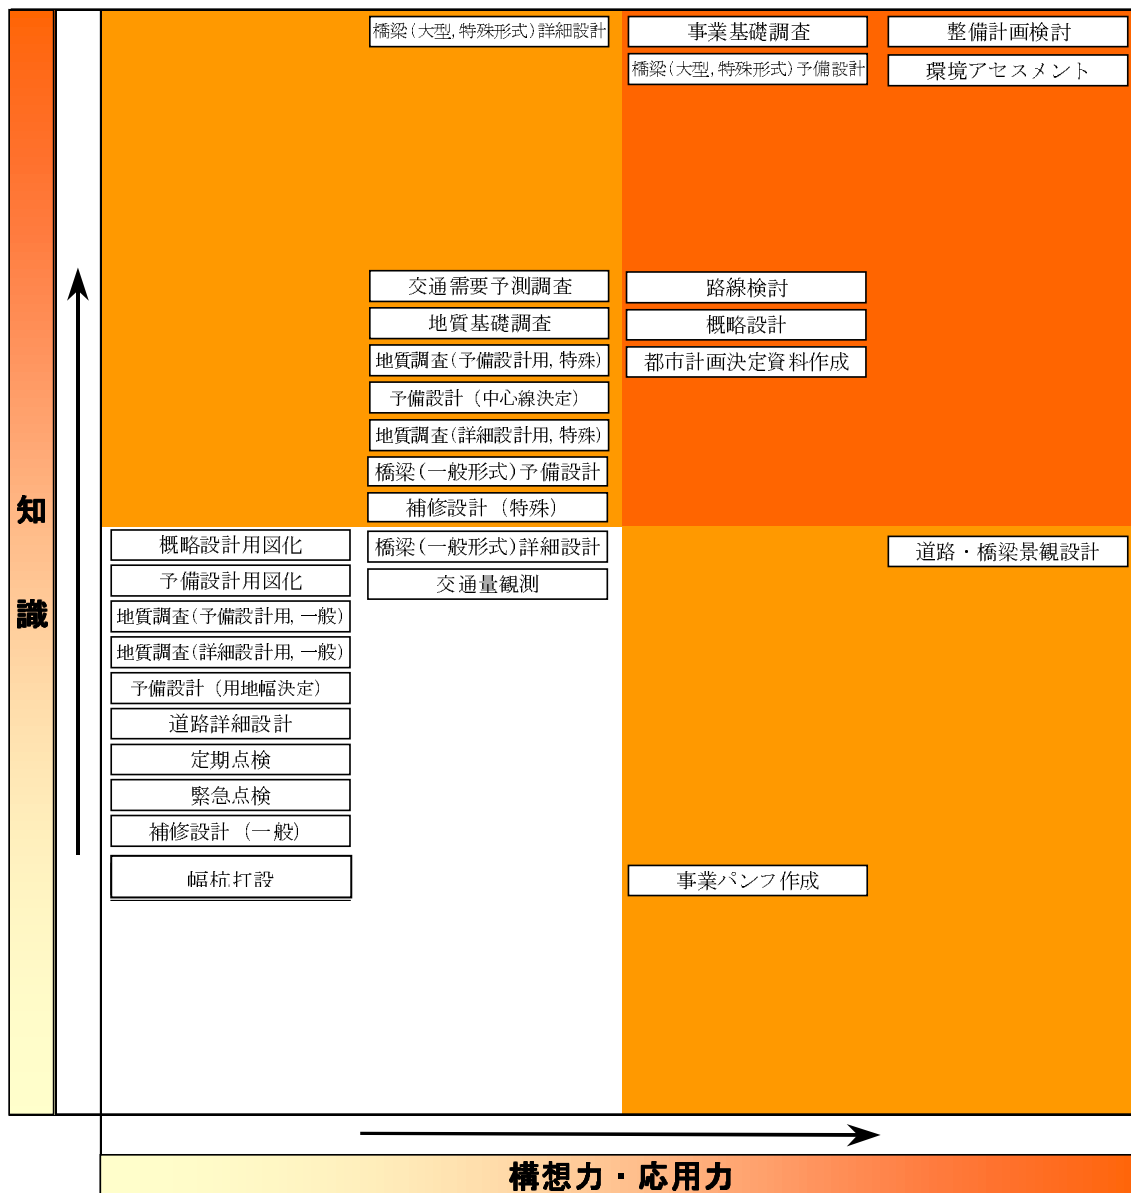 橋梁(大型,特殊形式)詳細設計
事業基礎調査
整備計画検討
橋梁(大型,特殊形式)予備設計
環境アセスメント
交通需要予測調査
路線検討
地質基礎調査
概略設計
地質調査(予備設計用,特殊)
都市計画決定資料作成
予備設計(中心線決定)
地質調査(詳細設計用,特殊)
橋梁(一般形式)予備設計
補修設計(特殊)
知識
概略設計用図化
橋梁(一般形式)詳細設計
道路・橋梁景観設計
予備設計用図化
交通量観測
地質調査(予備設計用,一般)
地質調査(詳細設計用,一般)
予備設計(用地幅決定)
道路詳細設計
定期点検
緊急点検
補修設計(一般)
幅杭打設
事業パンフ作成
構想力・応用力